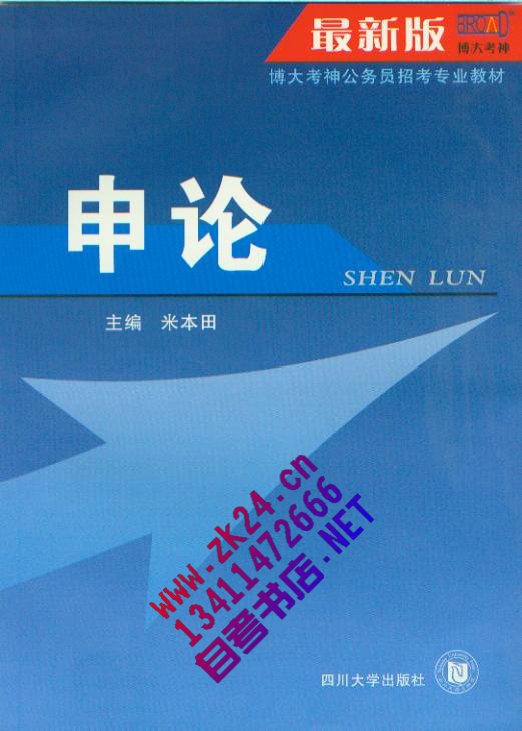 最新版
BROAD
博大考神
博大考神公务员招考专业教材
申论
SHEN LUN
主编 米本田
www.zk24.cn
13411472666
自考书店.NET
四川大学出版社